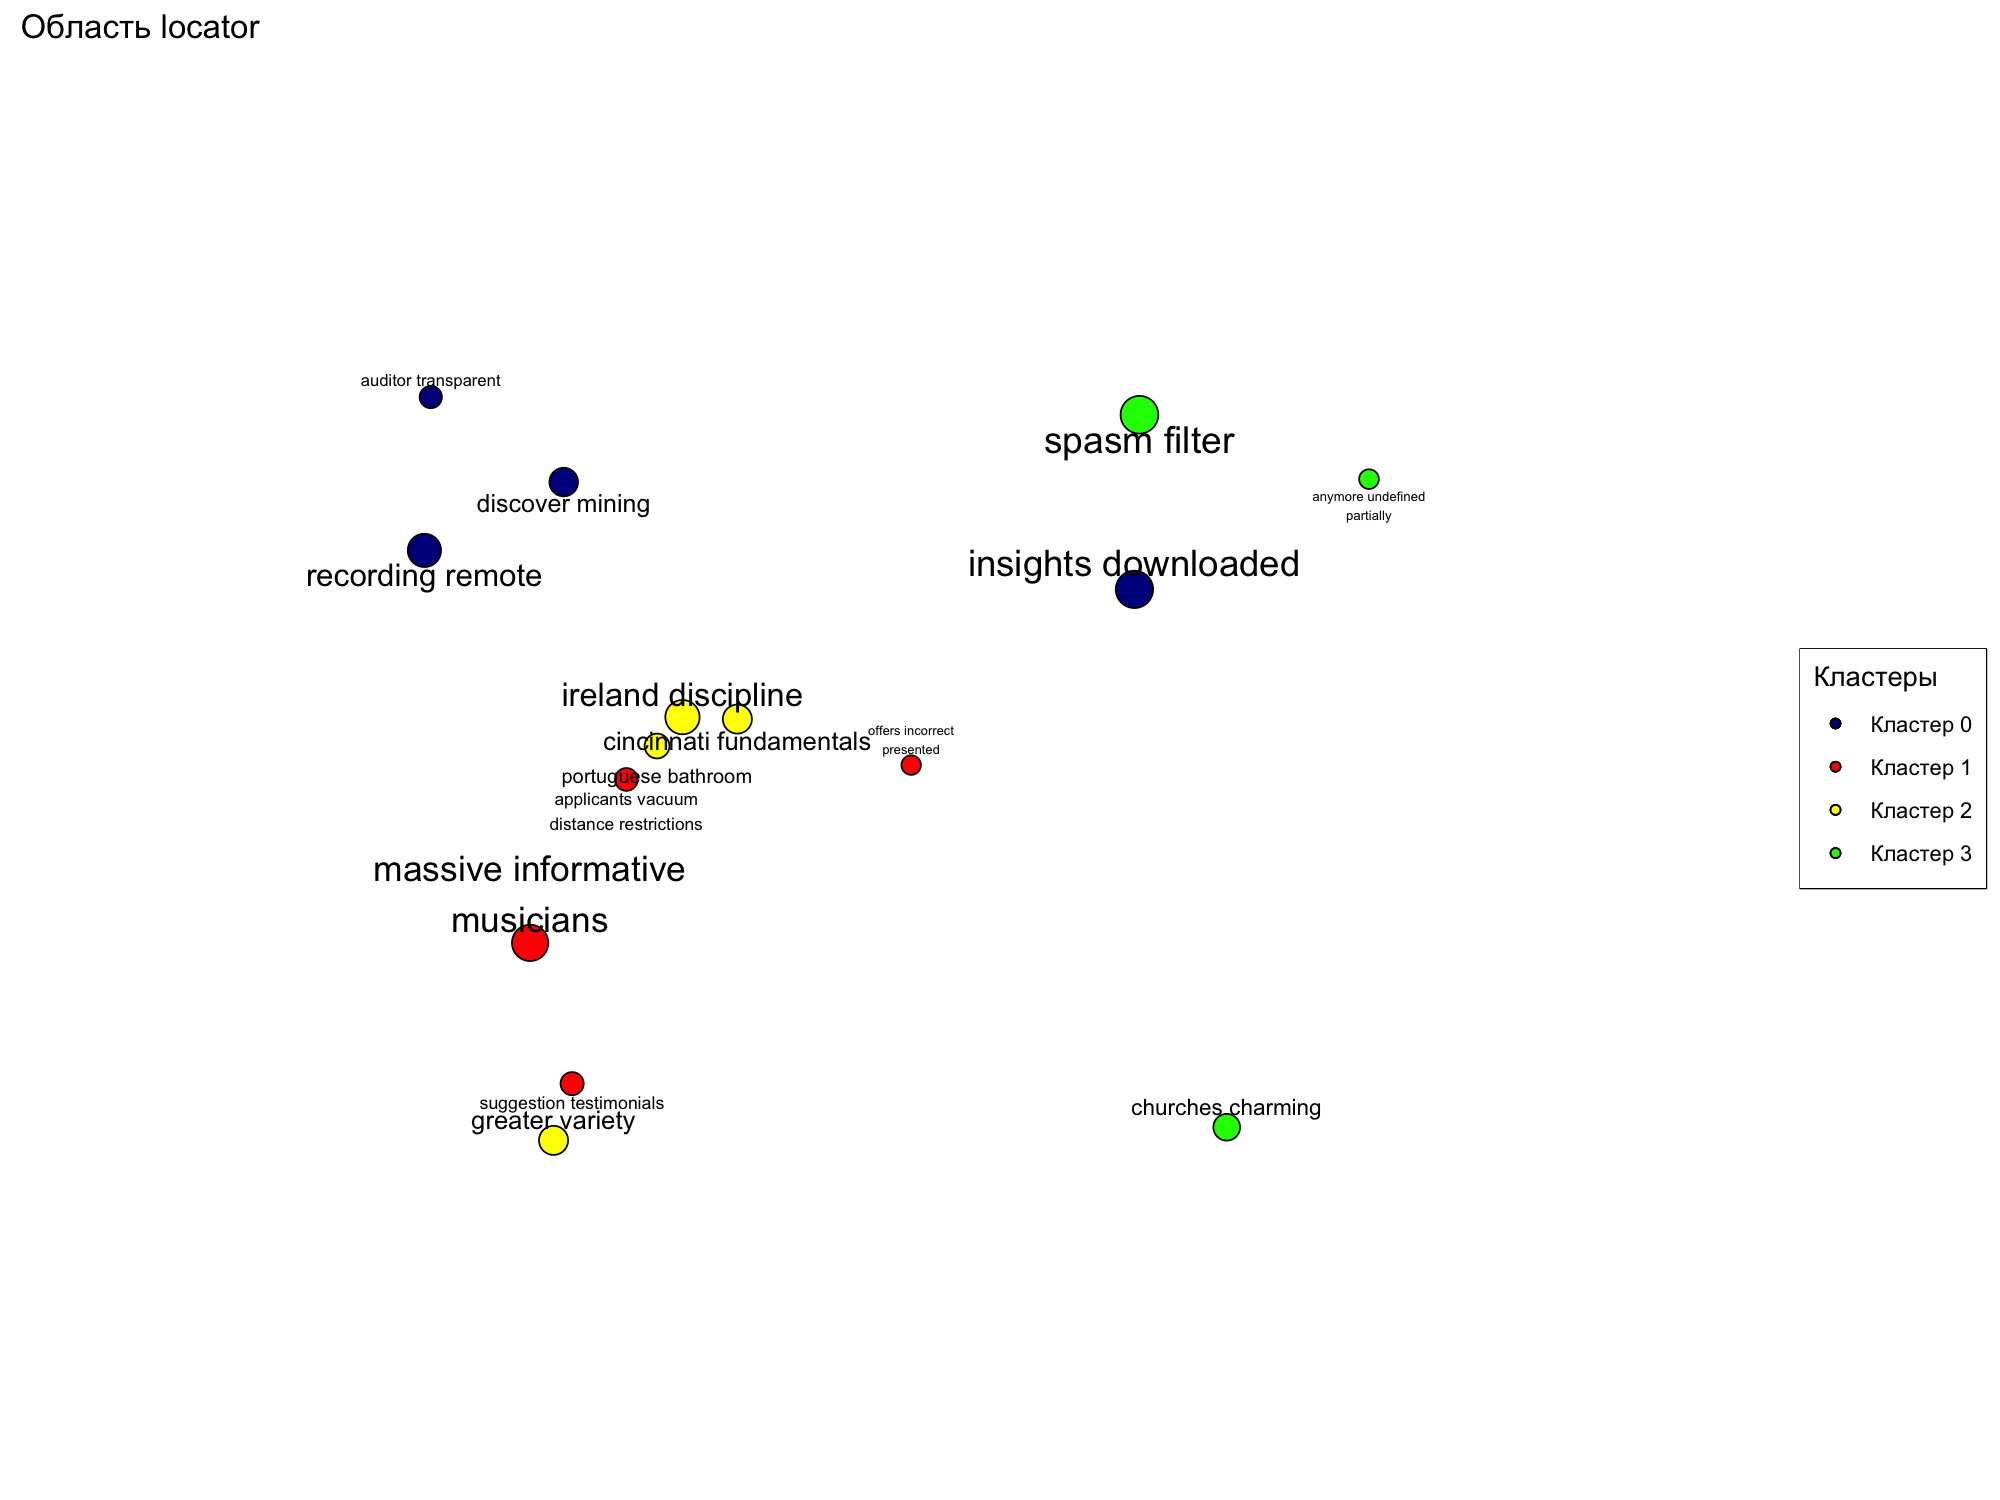 Область locator
auditor transparent
spasm filter
discover mining
anymore undefined
partially
insights downloaded
recording remote
ireland discipline
cincinnati fundamentals
offers incorrect
presented
portuguese bathroom
applicants vacuum
distance restrictions
massive informative
musicians
suggestion testimonials
greater variety
churches charming
Кластеры
Кластер 0
Кластер 1
Кластер 2
Кластер 3